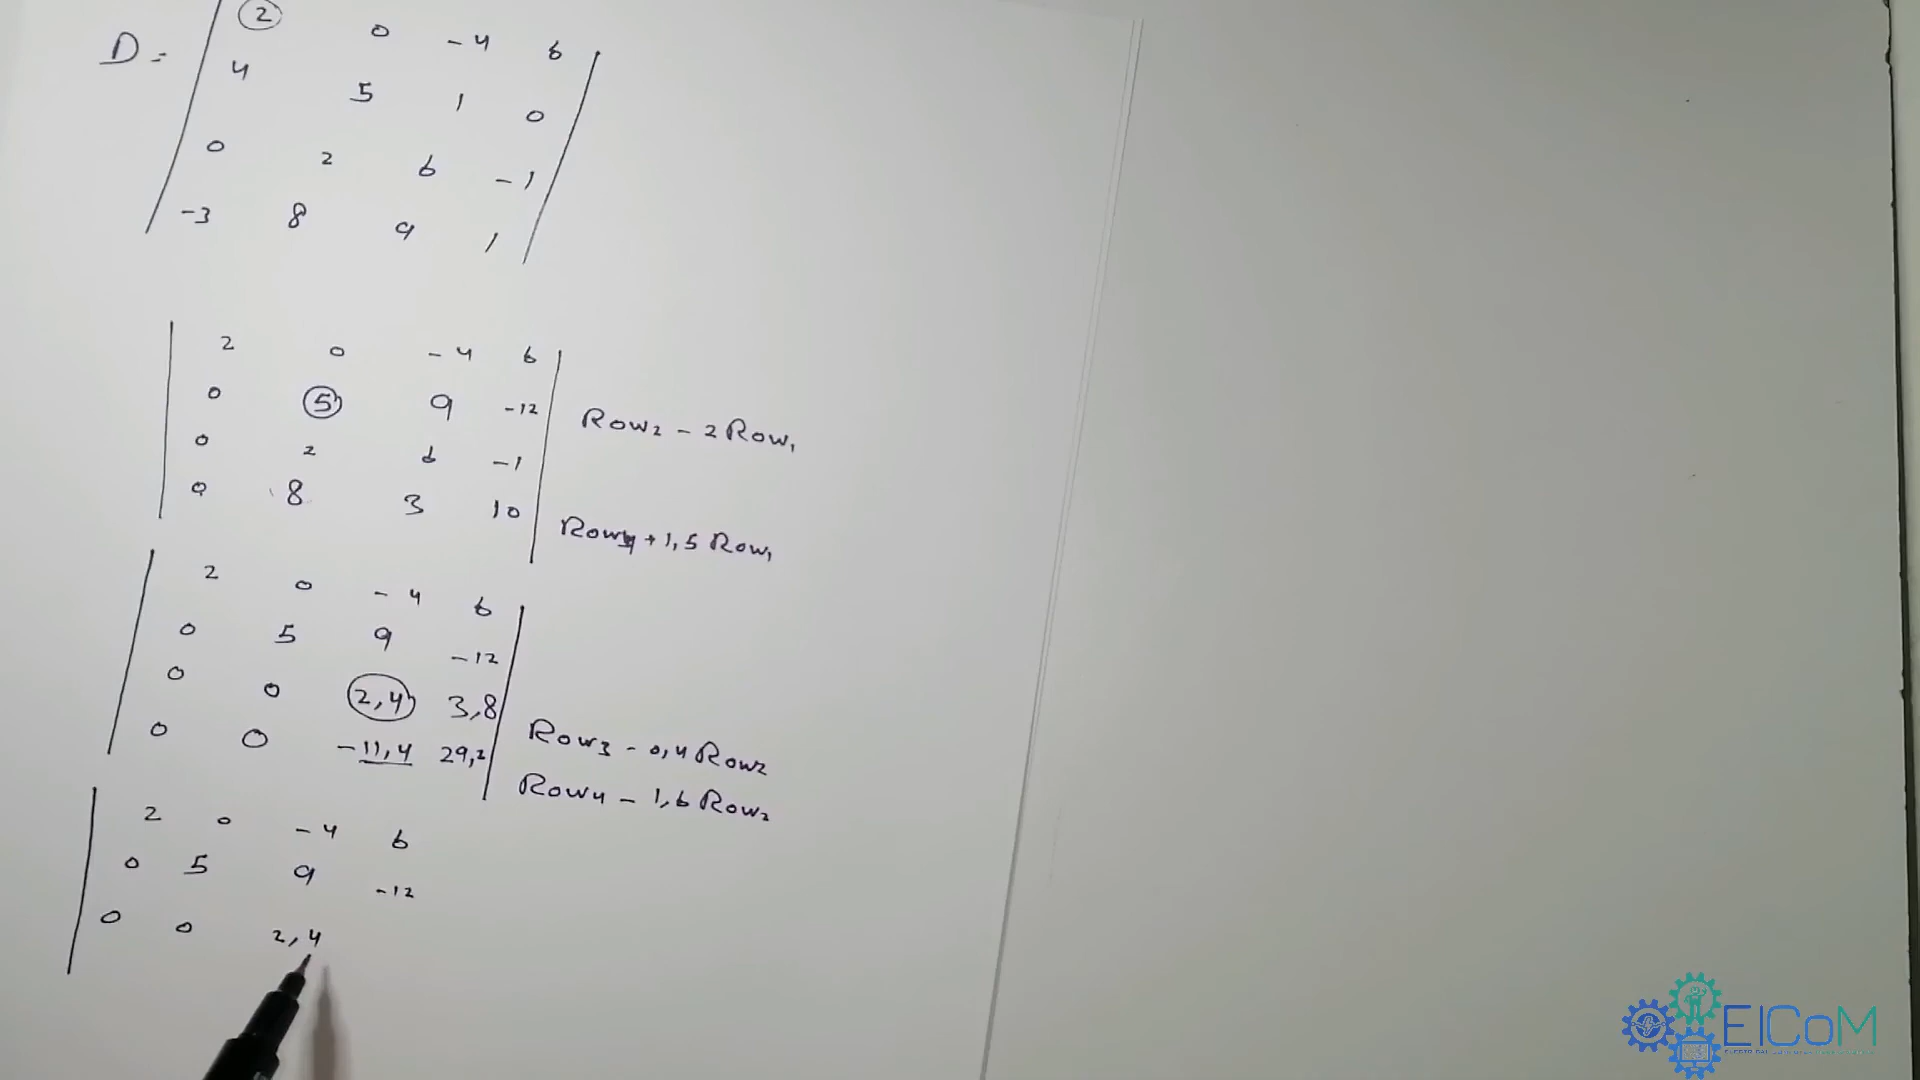 D = 2 0 -4 6
4 5 1 0
0 2 6 -1
-3 8 9 1
2 0 -4 6
0 5 9 -12 Row2 - 2 Row1
0 2 6 -1
0 8 3 10 Row4 + 1,5 Row1
2 0 -4 6
0 5 9 -12
0 0 2,4 3,8 Row3 - 0,4 Row2
0 0 -11,4 29,2 Row4 - 1,6 Row2
2 0 -4 6
0 5 9 -12
0 0 2,4
ElCoM